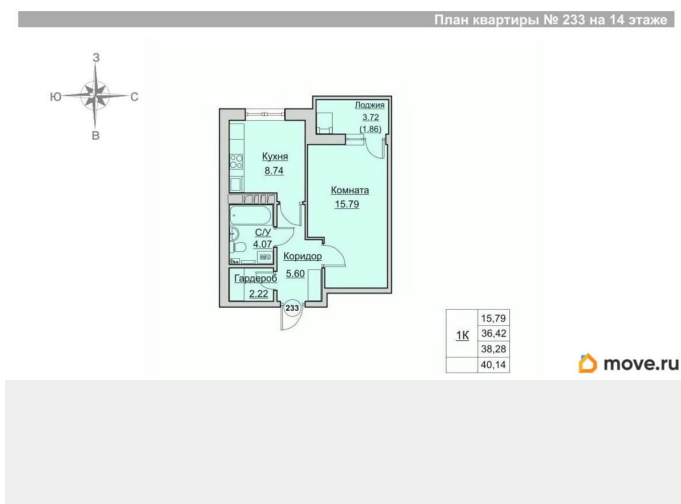 План квартиры № 233 на 14 этаже
З
Ю
С
В
Лоджия
3.72
(1.86)
Кухня
8.74
Комната
15.79
С/У
4.07
Коридор
5.60
Гардероб
2.22
233
1К
15,79
36,42
38,28
40,14
move.ru